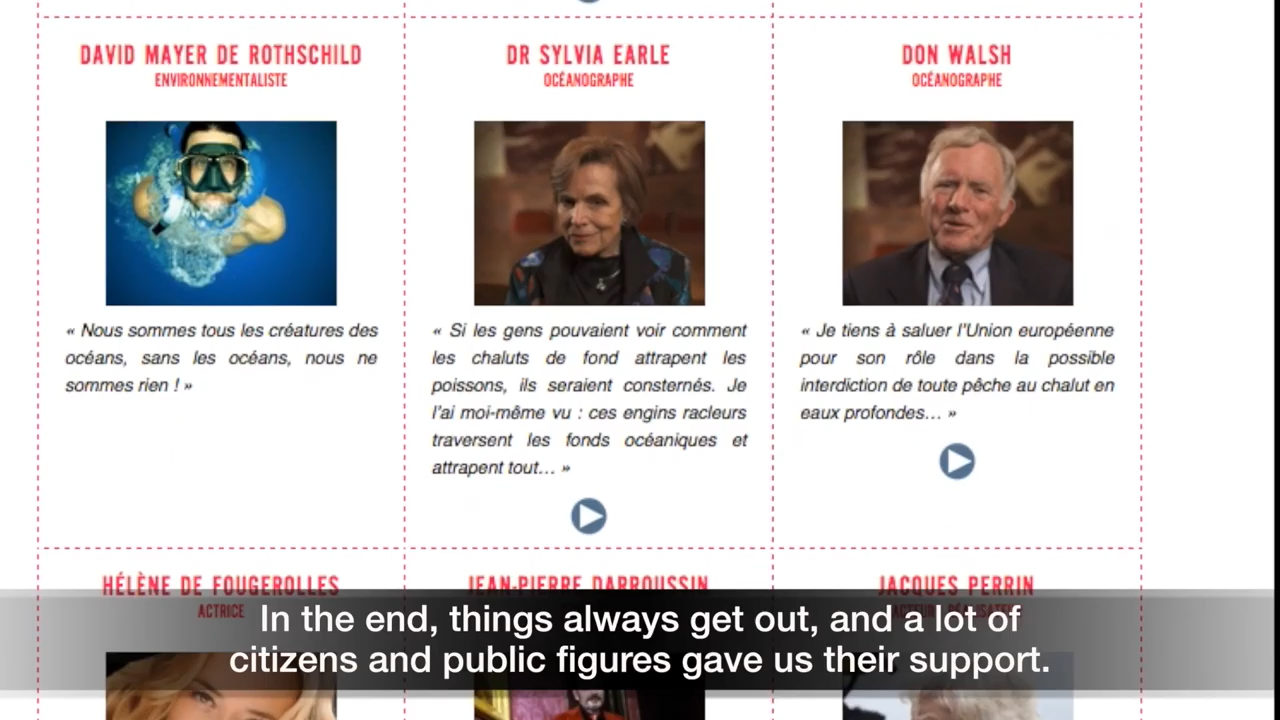 DAVID MAYER DE ROTHSCHILD
ENVIRONNEMENTALISTE
« Nous sommes tous les créatures des
océans, sans les océans, nous ne
sommes rien ! »
DR SYLVIA EARLE
OCÉANOGRAPHE
« Si les gens pouvaient voir comment
les chaluts de fond attrapent les
poissons, ils seraient consternés. Je
l'ai moi-même vu : ces engins racleurs
traversent les fonds océaniques et
attrapent tout... »
DON WALSH
OCÉANOGRAPHE
« Je tiens à saluer l'Union européenne
pour son rôle dans la possible
interdiction de toute pêche au chalut en
eaux profondes... »
HÉLÈNE DE FOUGEROLLES
ACTRICE
JEAN-PIERRE DARROUSSIN
JACQUES PERRIN
In the end, things always get out, and a lot of
citizens and public figures gave us their support.